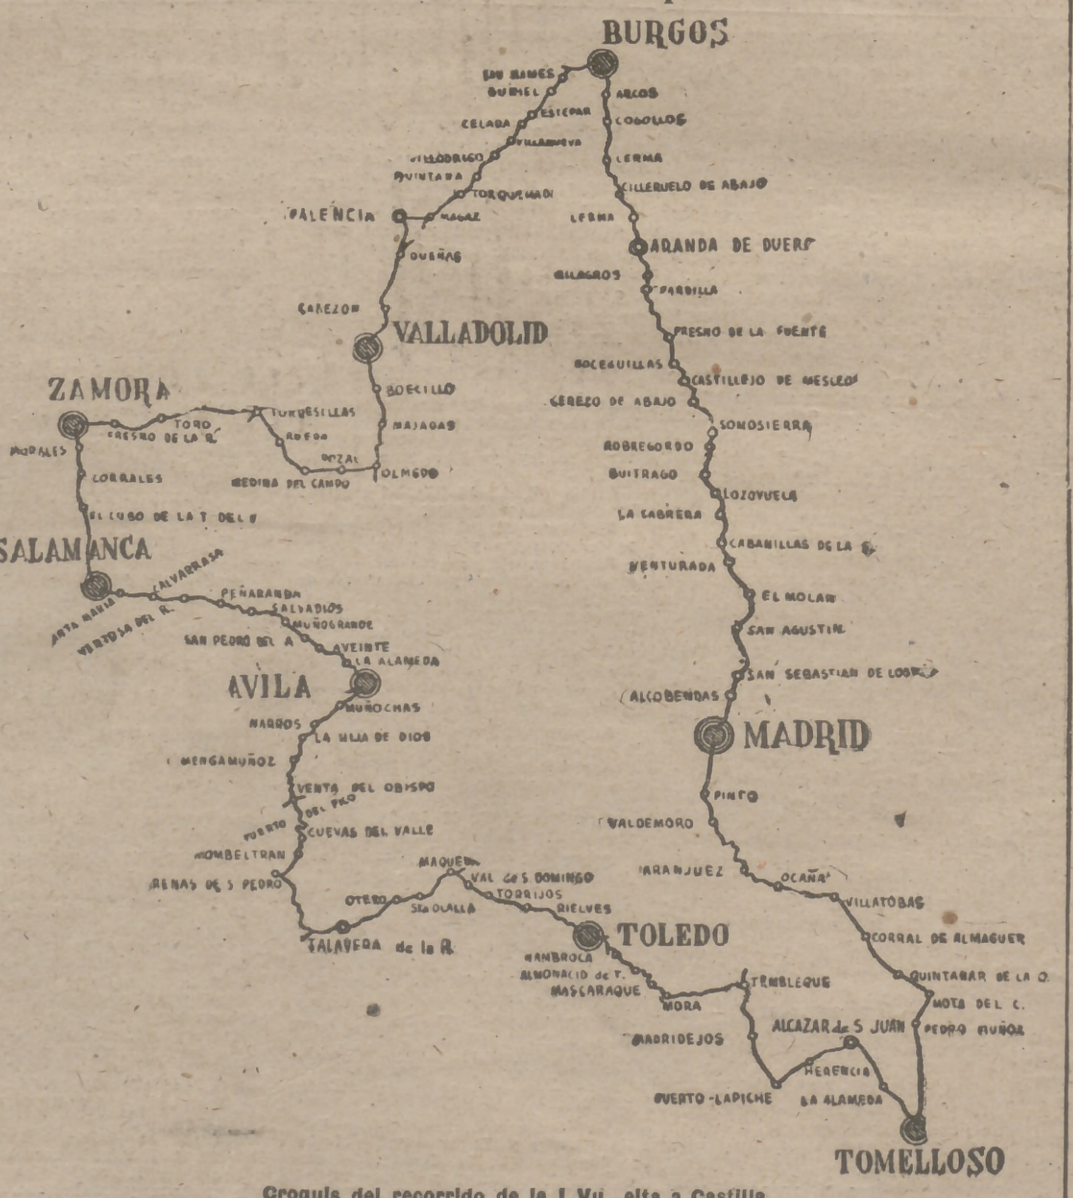 BURGOS
SAN MAMES
BUNIEL
ESTEPAR
CELADA
VILLANUEVA
VILLODRIGO
QUINTANA
TORQUEMADA
PALENCIA
MAGAZ
DUEÑAS
CABEZON
VALLADOLID
BOECILLO
MAJADAS
OLMEDO
POZAL
MEDINA DEL CAMPO
RUEDA
TORDESILLAS
TORO
FRESNO DE LA R.
ZAMORA
MORALES
CORRALES
EL CUBO DE LA T. DEL
SALAMANCA
CALVARRASA
VENTOSA DEL R.
PEÑARANDA
SALVADIOS
MUÑOGRANDE
SAN PEDRO DEL A
AVEINTE
LA ALAMEDA
AVILA
MUÑOCHAS
NARROS
LA HIJA DE DIOS
MENGAMUÑOZ
VENTA DEL OBISPO
PUERTO DEL PICO
CUEVAS DEL VALLE
MOMBELTRAN
ARENAS DE S PEDRO
TALAVERA de la R.
OTERO
MAQUEDA
VAL de S. DOMINGO
TORRIJOS
RIELVES
TOLEDO
NAMBROCA
ALMONACID de T.
MASCARAQUE
MORA
TEMBLEQUE
MADRIDEJOS
PUERTO-LAPICHE
HERENCIA
ALCAZAR de S JUAN
LA ALAMEDA
TOMELLOSO
PEDRO MUÑOZ
MOTA DEL C.
QUINTANAR DE LA O.
CORRAL DE ALMAGUER
VILLATOBAS
OCAÑA
ARANJUEZ
VALDEMORO
PINTO
MADRID
ALCOBENDAS
SAN SEBASTIAN DE LOS
SAN AGUSTIN
EL MOLAR
VENTURADA
CABANILLAS DE LA S.
LA CABRERA
LOZOYUELA
BUITRAGO
ROBREGORDO
SOMOSIERRA
CEREZO DE ABAJO
CASTILLEJO DE MESLEON
BOCEGUILLAS
FRESNO DE LA FUENTE
PARDILLA
MILAGROS
ARANDA DE DUERO
LERMA
CILLERUELO DE ABAJO
LERMA
COGOLLOS
ARCOS
Croquis del recorrido de la I Vu elta a Castilla